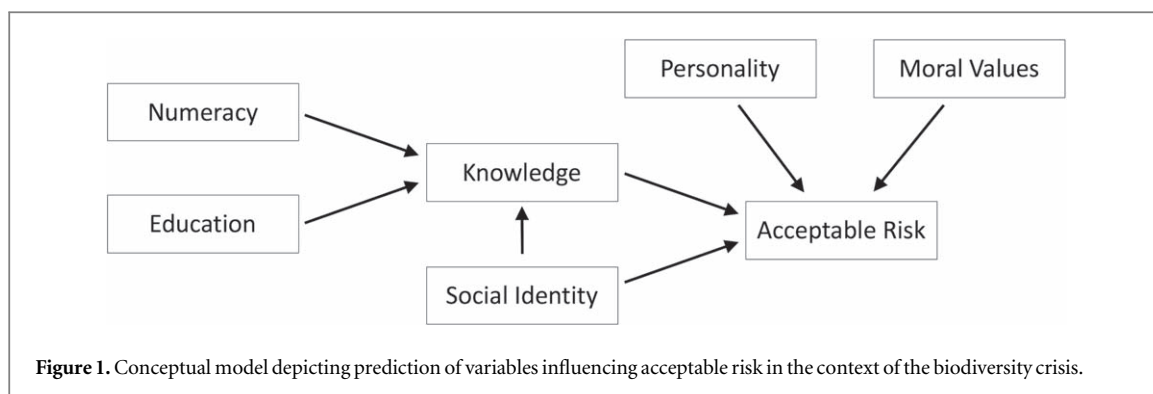 Personality
Moral Values
Numeracy
Knowledge
Education
Acceptable Risk
Social Identity
Figure 1. Conceptual model depicting prediction of variables influencing acceptable risk in the context of the biodiversity crisis.